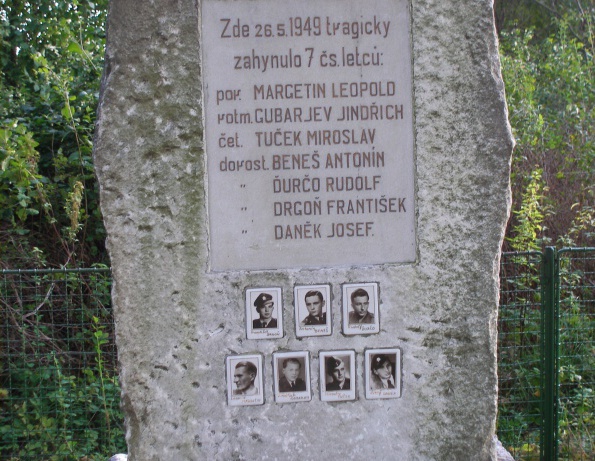 Zde 26.5.1949 tragicky
zahynulo 7 čs. letců:
por. MARGETIN LEOPOLD
rotm. GUBARJEV JINDŘICH
čet. TUČEK MIROSLAV
dorost. BENEŠ ANTONÍN
„ ĎURČO RUDOLF
„ DRGOŇ FRANTIŠEK
„ DANĚK JOSEF.